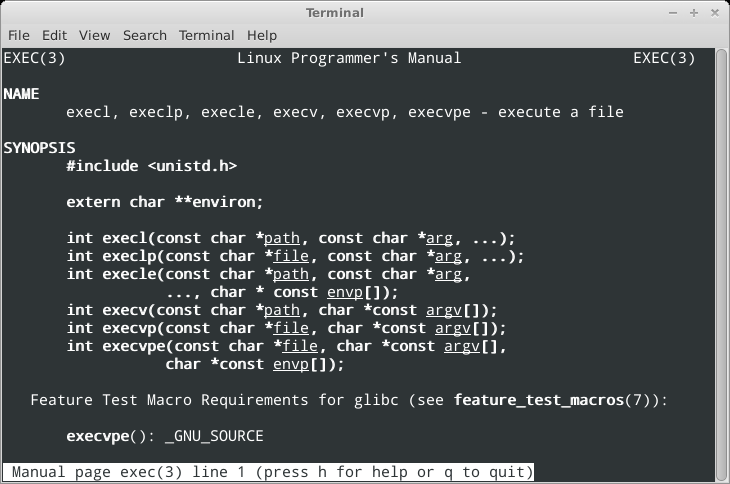 Terminal
File Edit View Search Terminal Help
EXEC(3) Linux Programmer's Manual EXEC(3)
NAME
execl, execlp, execle, execv, execvp, execvpe - execute a file
SYNOPSIS
#include <unistd.h>
extern char **environ;
int execl(const char *path, const char *arg, ...);
int execlp(const char *file, const char *arg, ...);
int execle(const char *path, const char *arg,
..., char * const envp[]);
int execv(const char *path, char *const argv[]);
int execvp(const char *file, char *const argv[]);
int execvpe(const char *file, char *const argv[],
char *const envp[]);
Feature Test Macro Requirements for glibc (see feature_test_macros(7)):
execvpe(): _GNU_SOURCE
Manual page exec(3) line 1 (press h for help or q to quit)